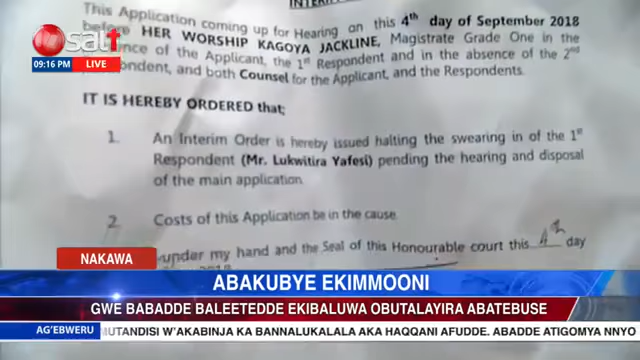 INTERIM
This Application coming up for Hearing on this 4th day of September 2018
before HER WORSHIP KAGOYA JACKLINE, Magistrate Grade One in the
of the Applicant, the 1st Respondent and in the absence of the 2nd
and both Counsel for the Applicant, and the Respondents.
IT IS HEREBY ORDERED that;
1. An Interim Order is hereby issued halting the swearing in of the 1st
Respondent (Mr. Lukwitira Yafesi) pending the hearing and disposal
of the main application.
2. Costs of this Application be in the cause.
under my hand and the Seal of this Honourable court this 4th day
salt
1
09:16 PM LIVE
NAKAWA
ABAKUBYE EKIMMOONI
GWE BABADDE BALEETEDDE EKIBALUWA OBUTALAYIRA ABATEBUSE
AG'EBWERU MUTANDISI W'AKABINJA KA BANNALUKALALA AKA HAQQANI AFUDDE. ABADDE ATIGOMYA NNYO